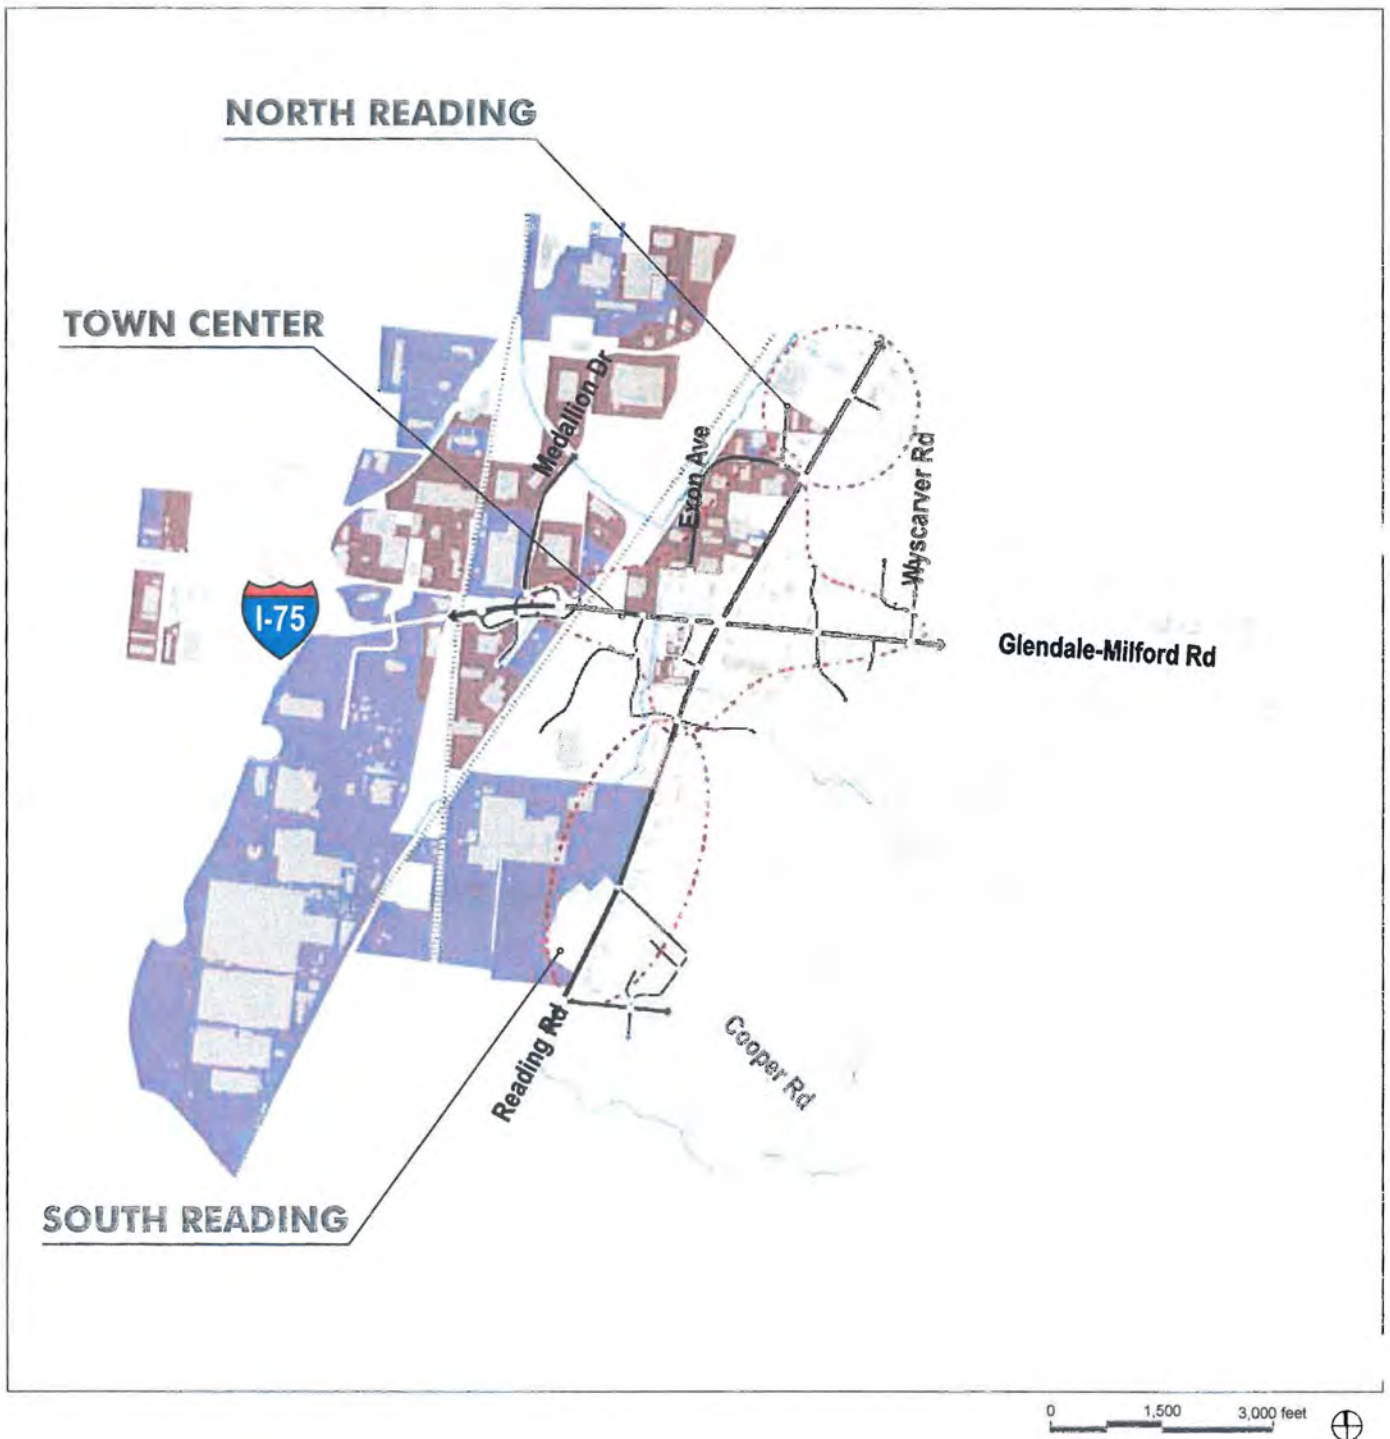 NORTH READING
TOWN CENTER
Medallion Dr
Exon Ave
Wyscarver Rd
I-75
Glendale-Milford Rd
Reading Rd
Cooper Rd
SOUTH READING
0 1,500 3,000 feet